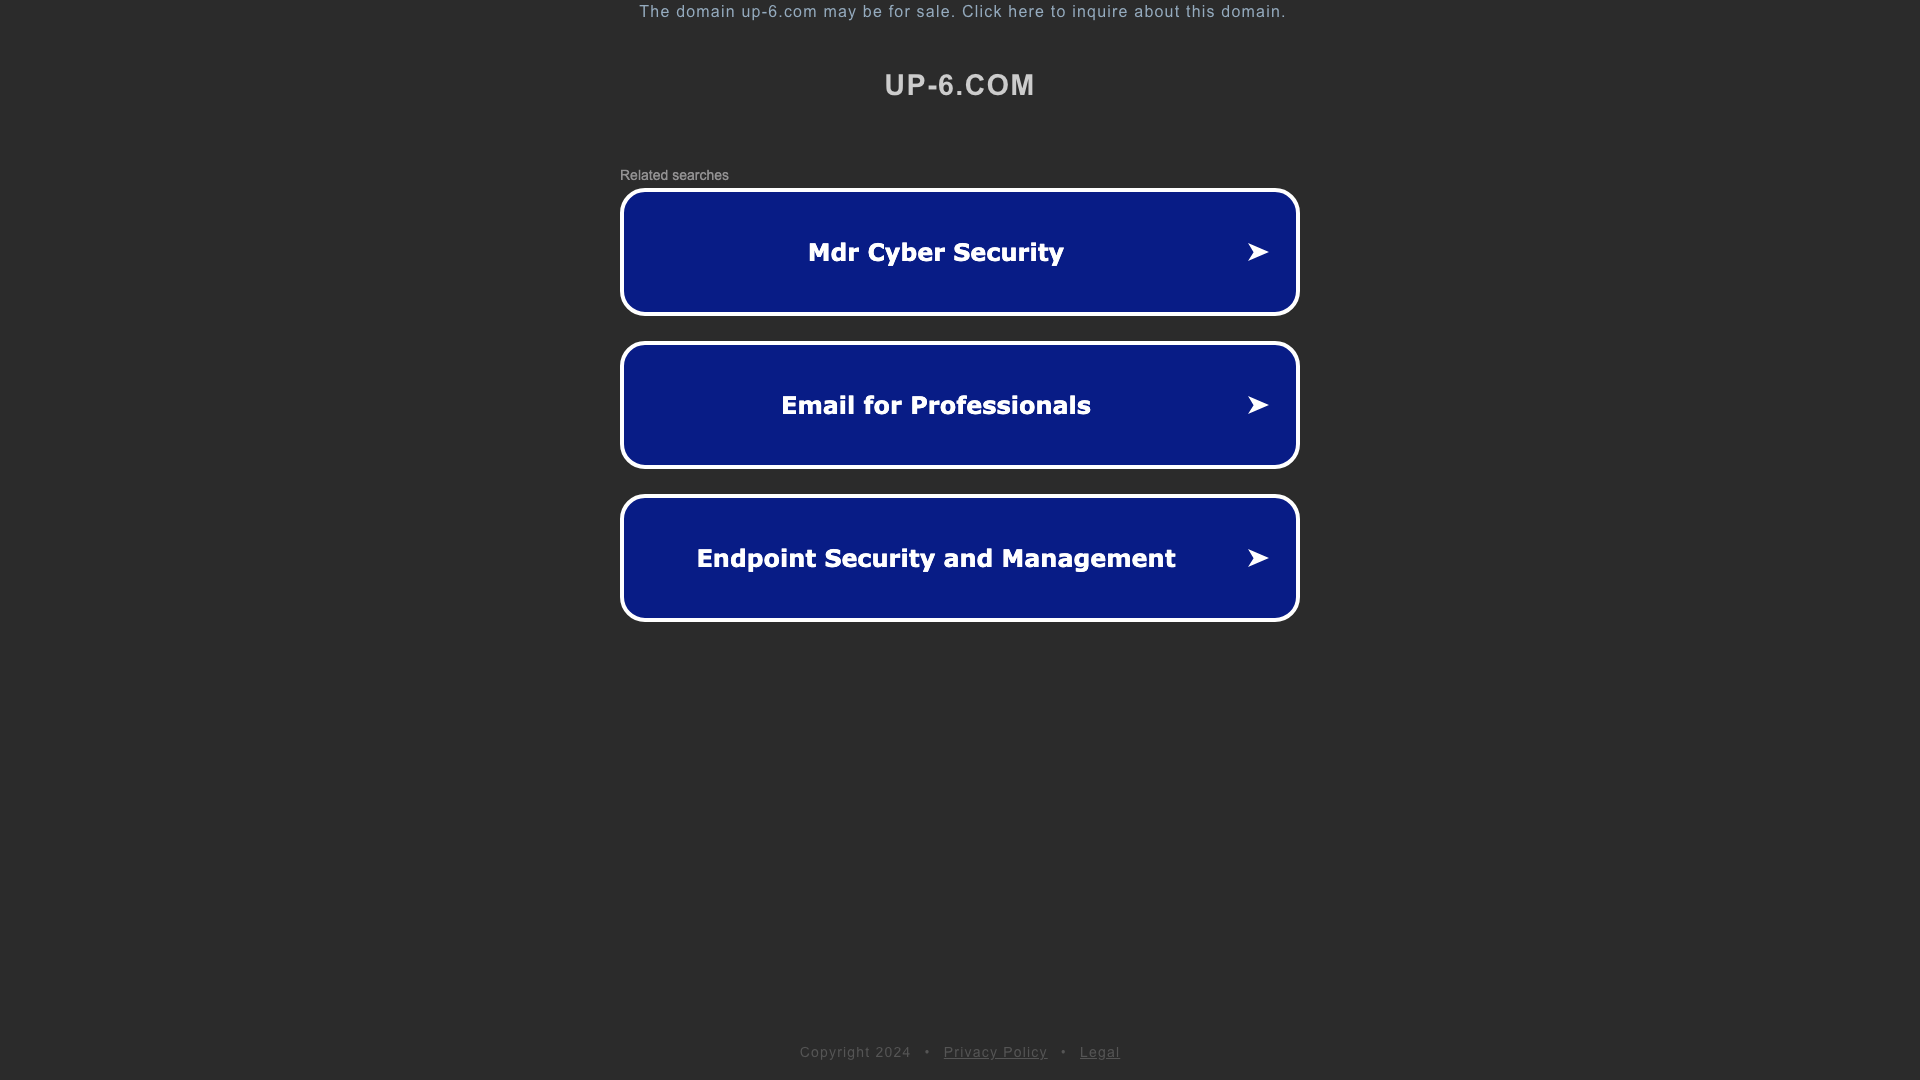 The domain up-6.com may be for sale. Click here to inquire about this domain.
UP-6.COM
Related searches
Mdr Cyber Security
Email for Professionals
Endpoint Security and Management
Copyright 2024 • Privacy Policy • Legal